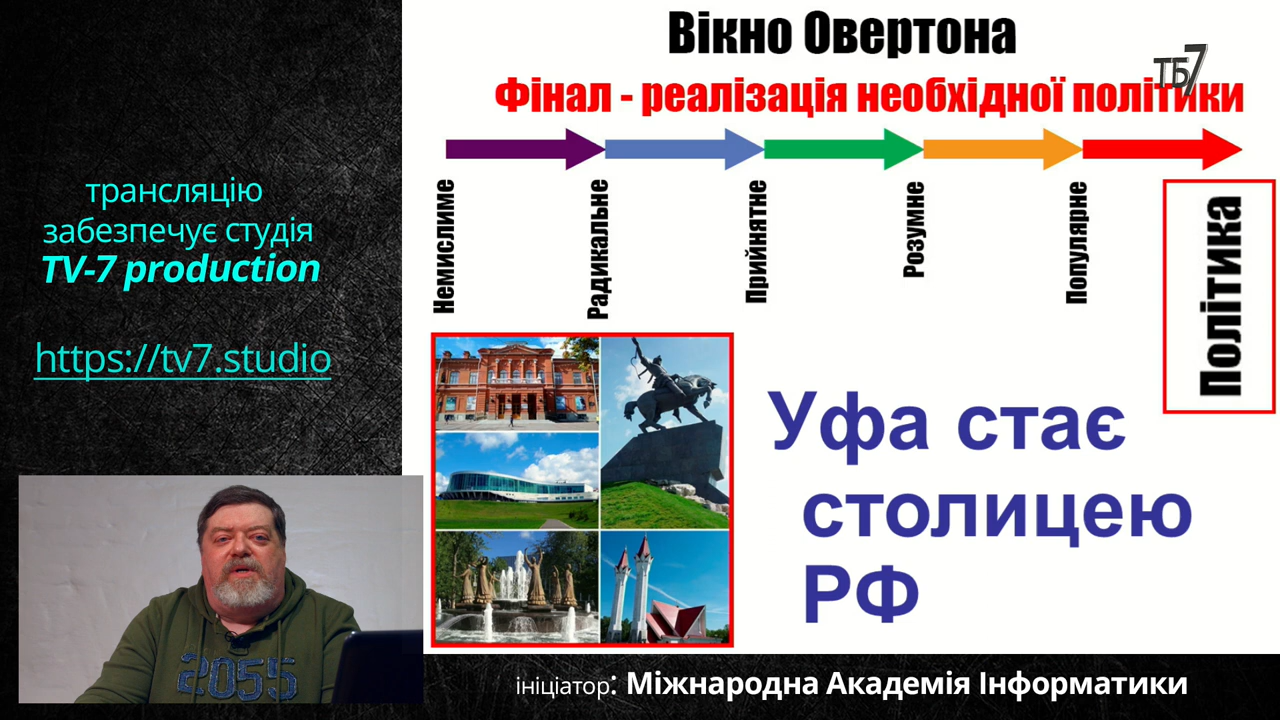 трансляцію
забезпечує студія
TV-7 production
https://tv7.studio
Вікно Овертона
ТБ7
Фінал - реалізація необхідної політики
Немислиме
Радикальне
Прийнятне
Розумне
Популярне
Політика
Уфа стає
столицею
РФ
2055
ініціатор: Міжнародна Академія Інформатики